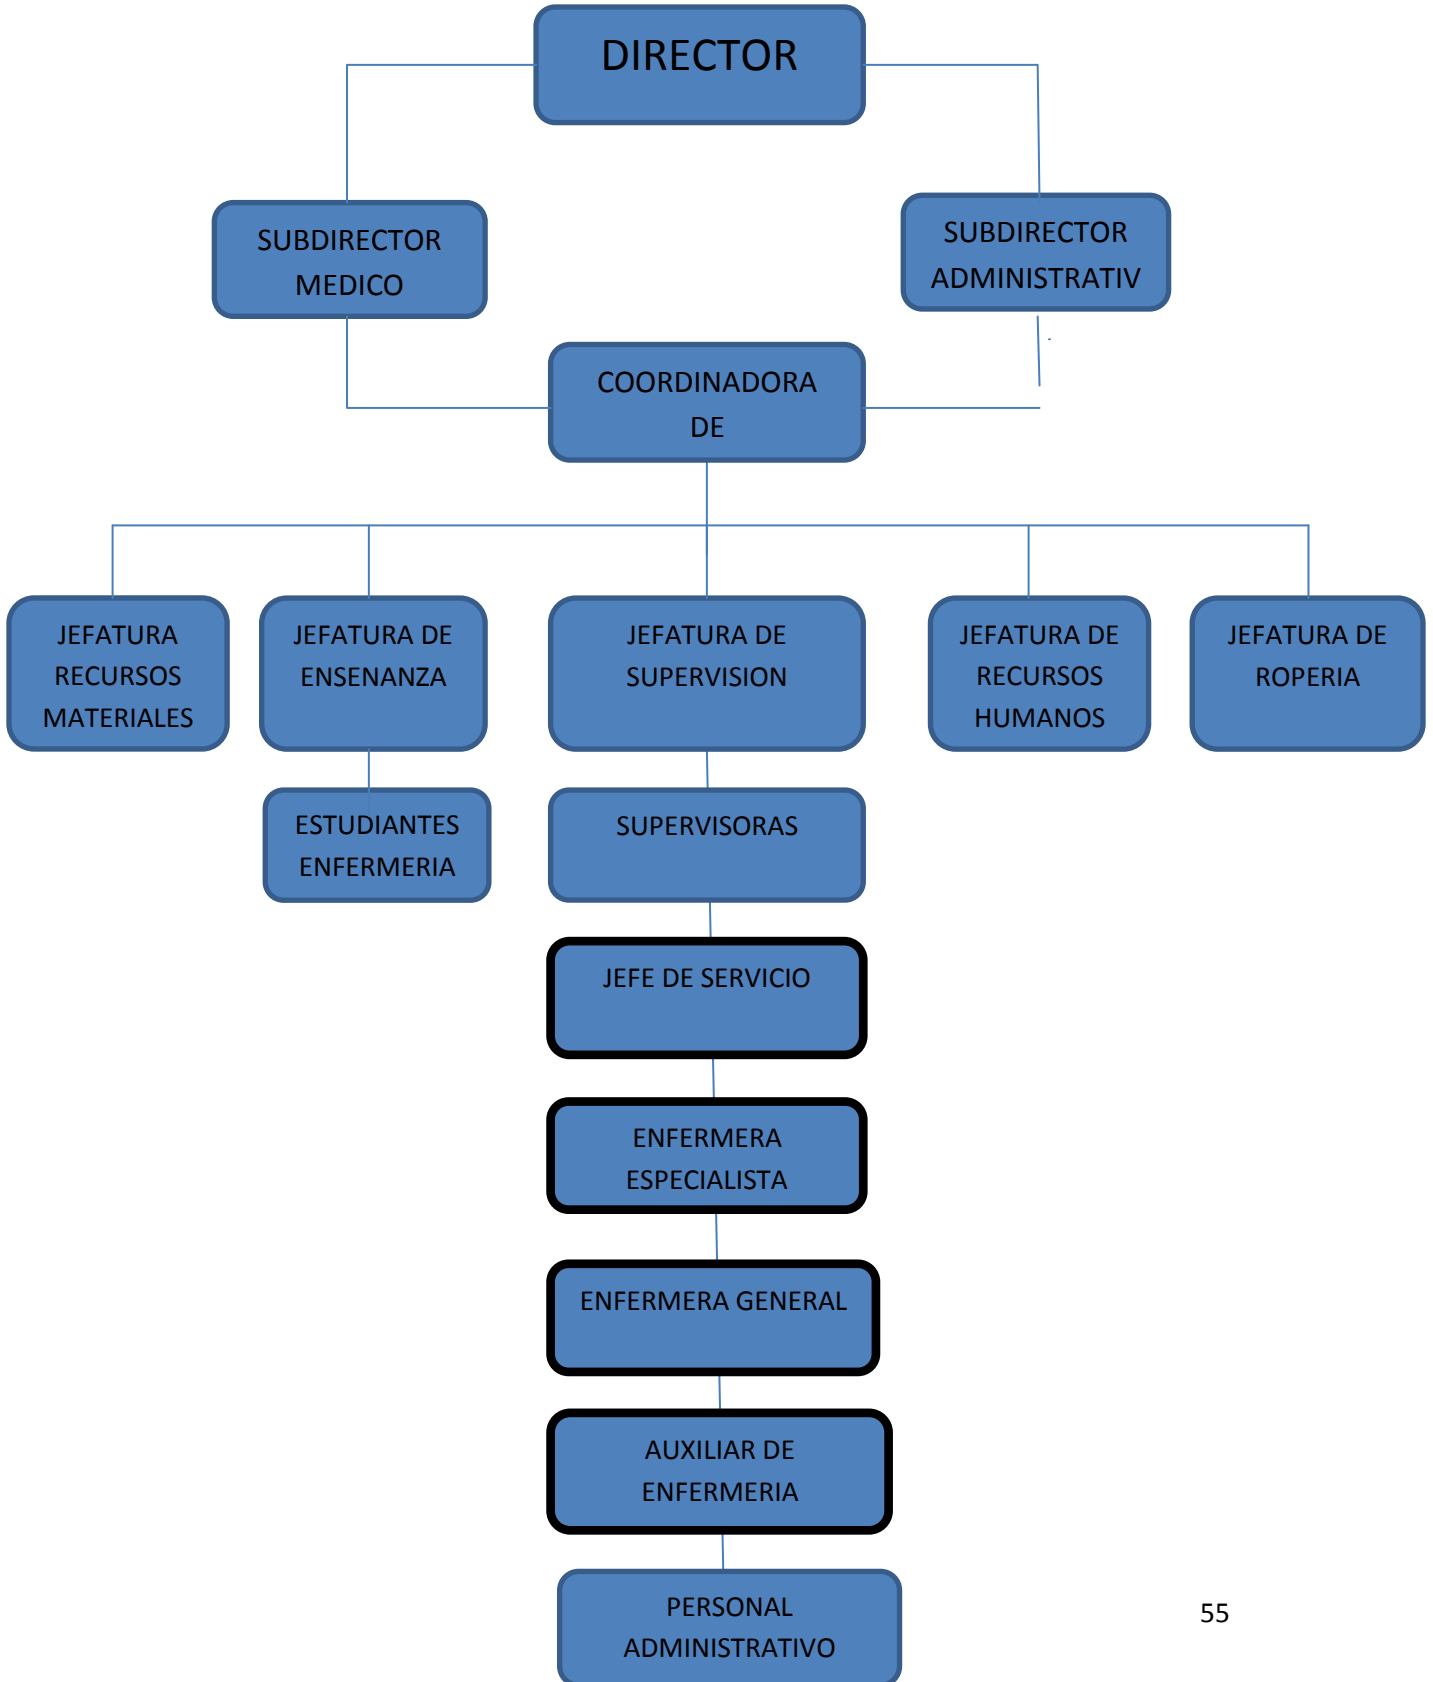 DIRECTOR
SUBDIRECTOR
MEDICO
SUBDIRECTOR
ADMINISTRATIV
COORDINADORA
DE
JEFATURA
RECURSOS
MATERIALES
JEFATURA DE
ENSENANZA
JEFATURA DE
SUPERVISION
JEFATURA DE
RECURSOS
HUMANOS
JEFATURA DE
ROPERIA
ESTUDIANTES
ENFERMERIA
SUPERVISORAS
JEFE DE SERVICIO
ENFERMERA
ESPECIALISTA
ENFERMERA GENERAL
AUXILIAR DE
ENFERMERIA
PERSONAL
ADMINISTRATIVO
55